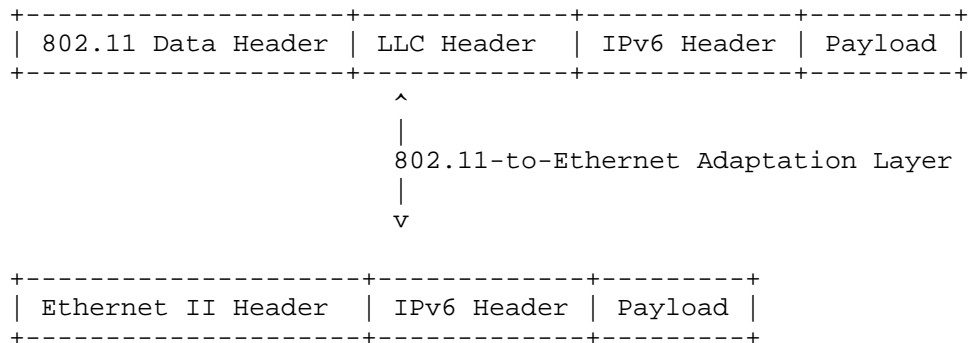 +--------------------+-------------+-------------+---------+
| 802.11 Data Header | LLC Header  | IPv6 Header | Payload |
+--------------------+-------------+-------------+---------+
^
|
802.11-to-Ethernet Adaptation Layer
|
v
+---------------------+-------------+---------+
| Ethernet II Header  | IPv6 Header | Payload |
+---------------------+-------------+---------+